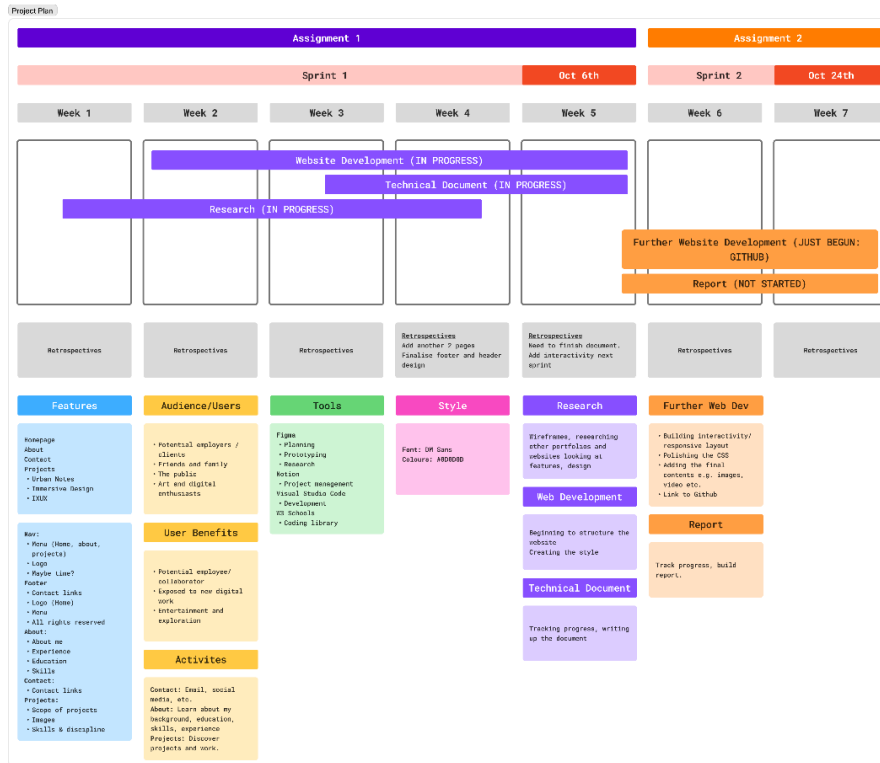 Project Plan
Assignment 1
Assignment 2
Sprint 1
Oct 6th
Sprint 2
Oct 24th
Week 1
Week 2
Week 3
Week 4
Week 5
Week 6
Week 7
Website Development (IN PROGRESS)
Technical Document (IN PROGRESS)
Research (IN PROGRESS)
Further Website Development (JUST BEGUN:
GITHUB)
Report (NOT STARTED)
Retrospectives
Retrospectives
Retrospectives
Retrospectives
Add another 2 pages
Finalise footer and header
design
Retrospectives
Need to finish document.
Add interactivity next
sprint
Retrospectives
Retrospectives
Features
Homepage
About
Contact
Projects
• Urban Notes
• Immersive Design
• IXUX
Nav:
• Menu (Home, about,
projects)
• Logo
• Maybe time?
Footer
• Contact links
• Logo (Home)
• Menu
• All rights reserved
About:
• About me
• Experience
• Education
• Skills
Contact:
• Contact links
Projects:
• Scope of projects
• Images
• Skills & discipline
Audience/Users
• Potential employers /
clients
• Friends and family
• The public
• Art and digital
enthusiasts
User Benefits
• Potential employee/
collaborator
• Exposed to new digital
work
• Entertainment and
exploration
Activites
Contact: Email, social
media, etc.
About: Learn about my
background, education,
skills, experience
Projects: Discover
projects and work.
Tools
Figma
• Planning
• Prototyping
• Research
Notion
• Project management
Visual Studio Code
• Development
W3 Schools
• Coding library
Style
Font: DM Sans
Colours: #0D0D0D
Research
Wireframes, researching
other portfolios and
websites looking at
features, design
Web Development
Beginning to structure the
website
Creating the style
Technical Document
Tracking progress, writing
up the document
Further Web Dev
• Building interactivity/
responsive layout
• Polishing the CSS
• Adding the final
contents e.g. images,
video etc.
• Link to Github
Report
Track progress, build
report.